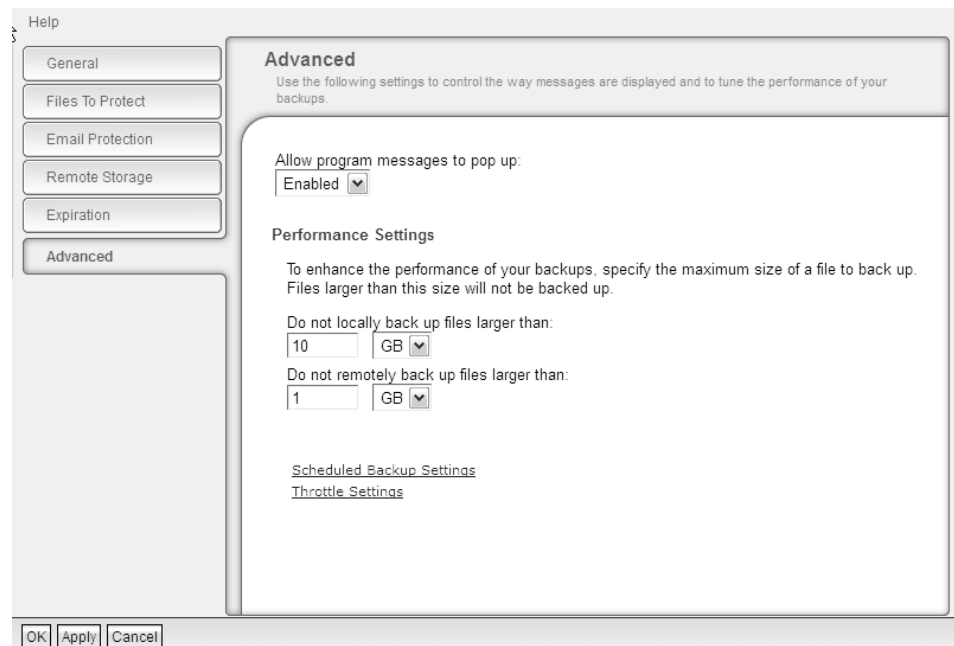 Help
General
Files To Protect
Email Protection
Remote Storage
Expiration
Advanced
Advanced
Use the following settings to control the way messages are displayed and to tune the performance of your
backups.
Allow program messages to pop up:
Enabled
Performance Settings
To enhance the performance of your backups, specify the maximum size of a file to back up.
Files larger than this size will not be backed up.
Do not locally back up files larger than:
10 GB
Do not remotely back up files larger than:
1 GB
Scheduled Backup Settings
Throttle Settings
OK Apply Cancel